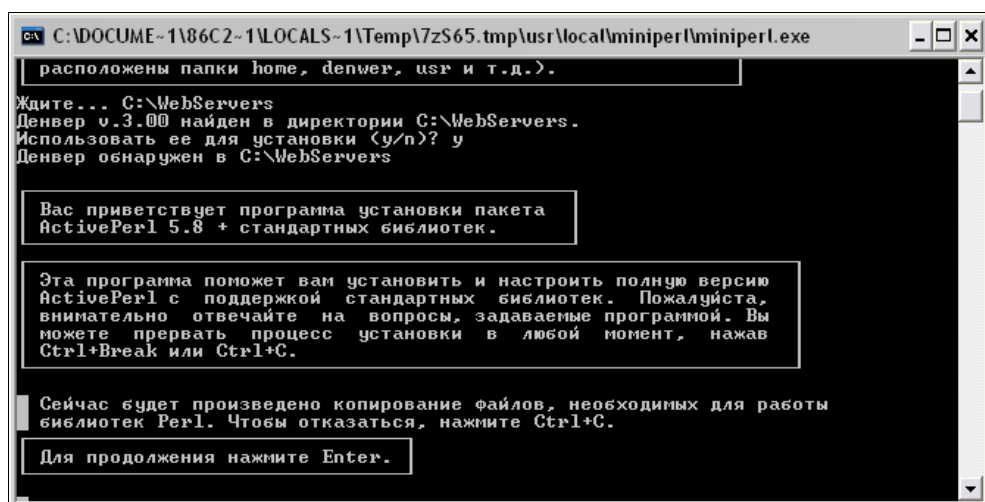 C:\DOCUME~1\86C2~1\LOCALS~1\Temp\7zS65.tmp\usr\local\miniperl\miniperl.exe
расположены папки home, denwer, usr и т.д.).
Ждите... C:\WebServers
Денвер v.3.00 найден в директории C:\WebServers.
Использовать ее для установки (y/n)? y
Денвер обнаружен в C:\WebServers
Вас приветствует программа установки пакета
ActivePerl 5.8 + стандартных библиотек.
Эта программа поможет вам установить и настроить полную версию
ActivePerl с поддержкой стандартных библиотек. Пожалуйста,
внимательно отвечайте на вопросы, задаваемые программой. Вы
можете прервать процесс установки в любой момент, нажав
Ctrl+Break или Ctrl+C.
Сейчас будет произведено копирование файлов, необходимых для работы
библиотек Perl. Чтобы отказаться, нажмите Ctrl+C.
Для продолжения нажмите Enter.